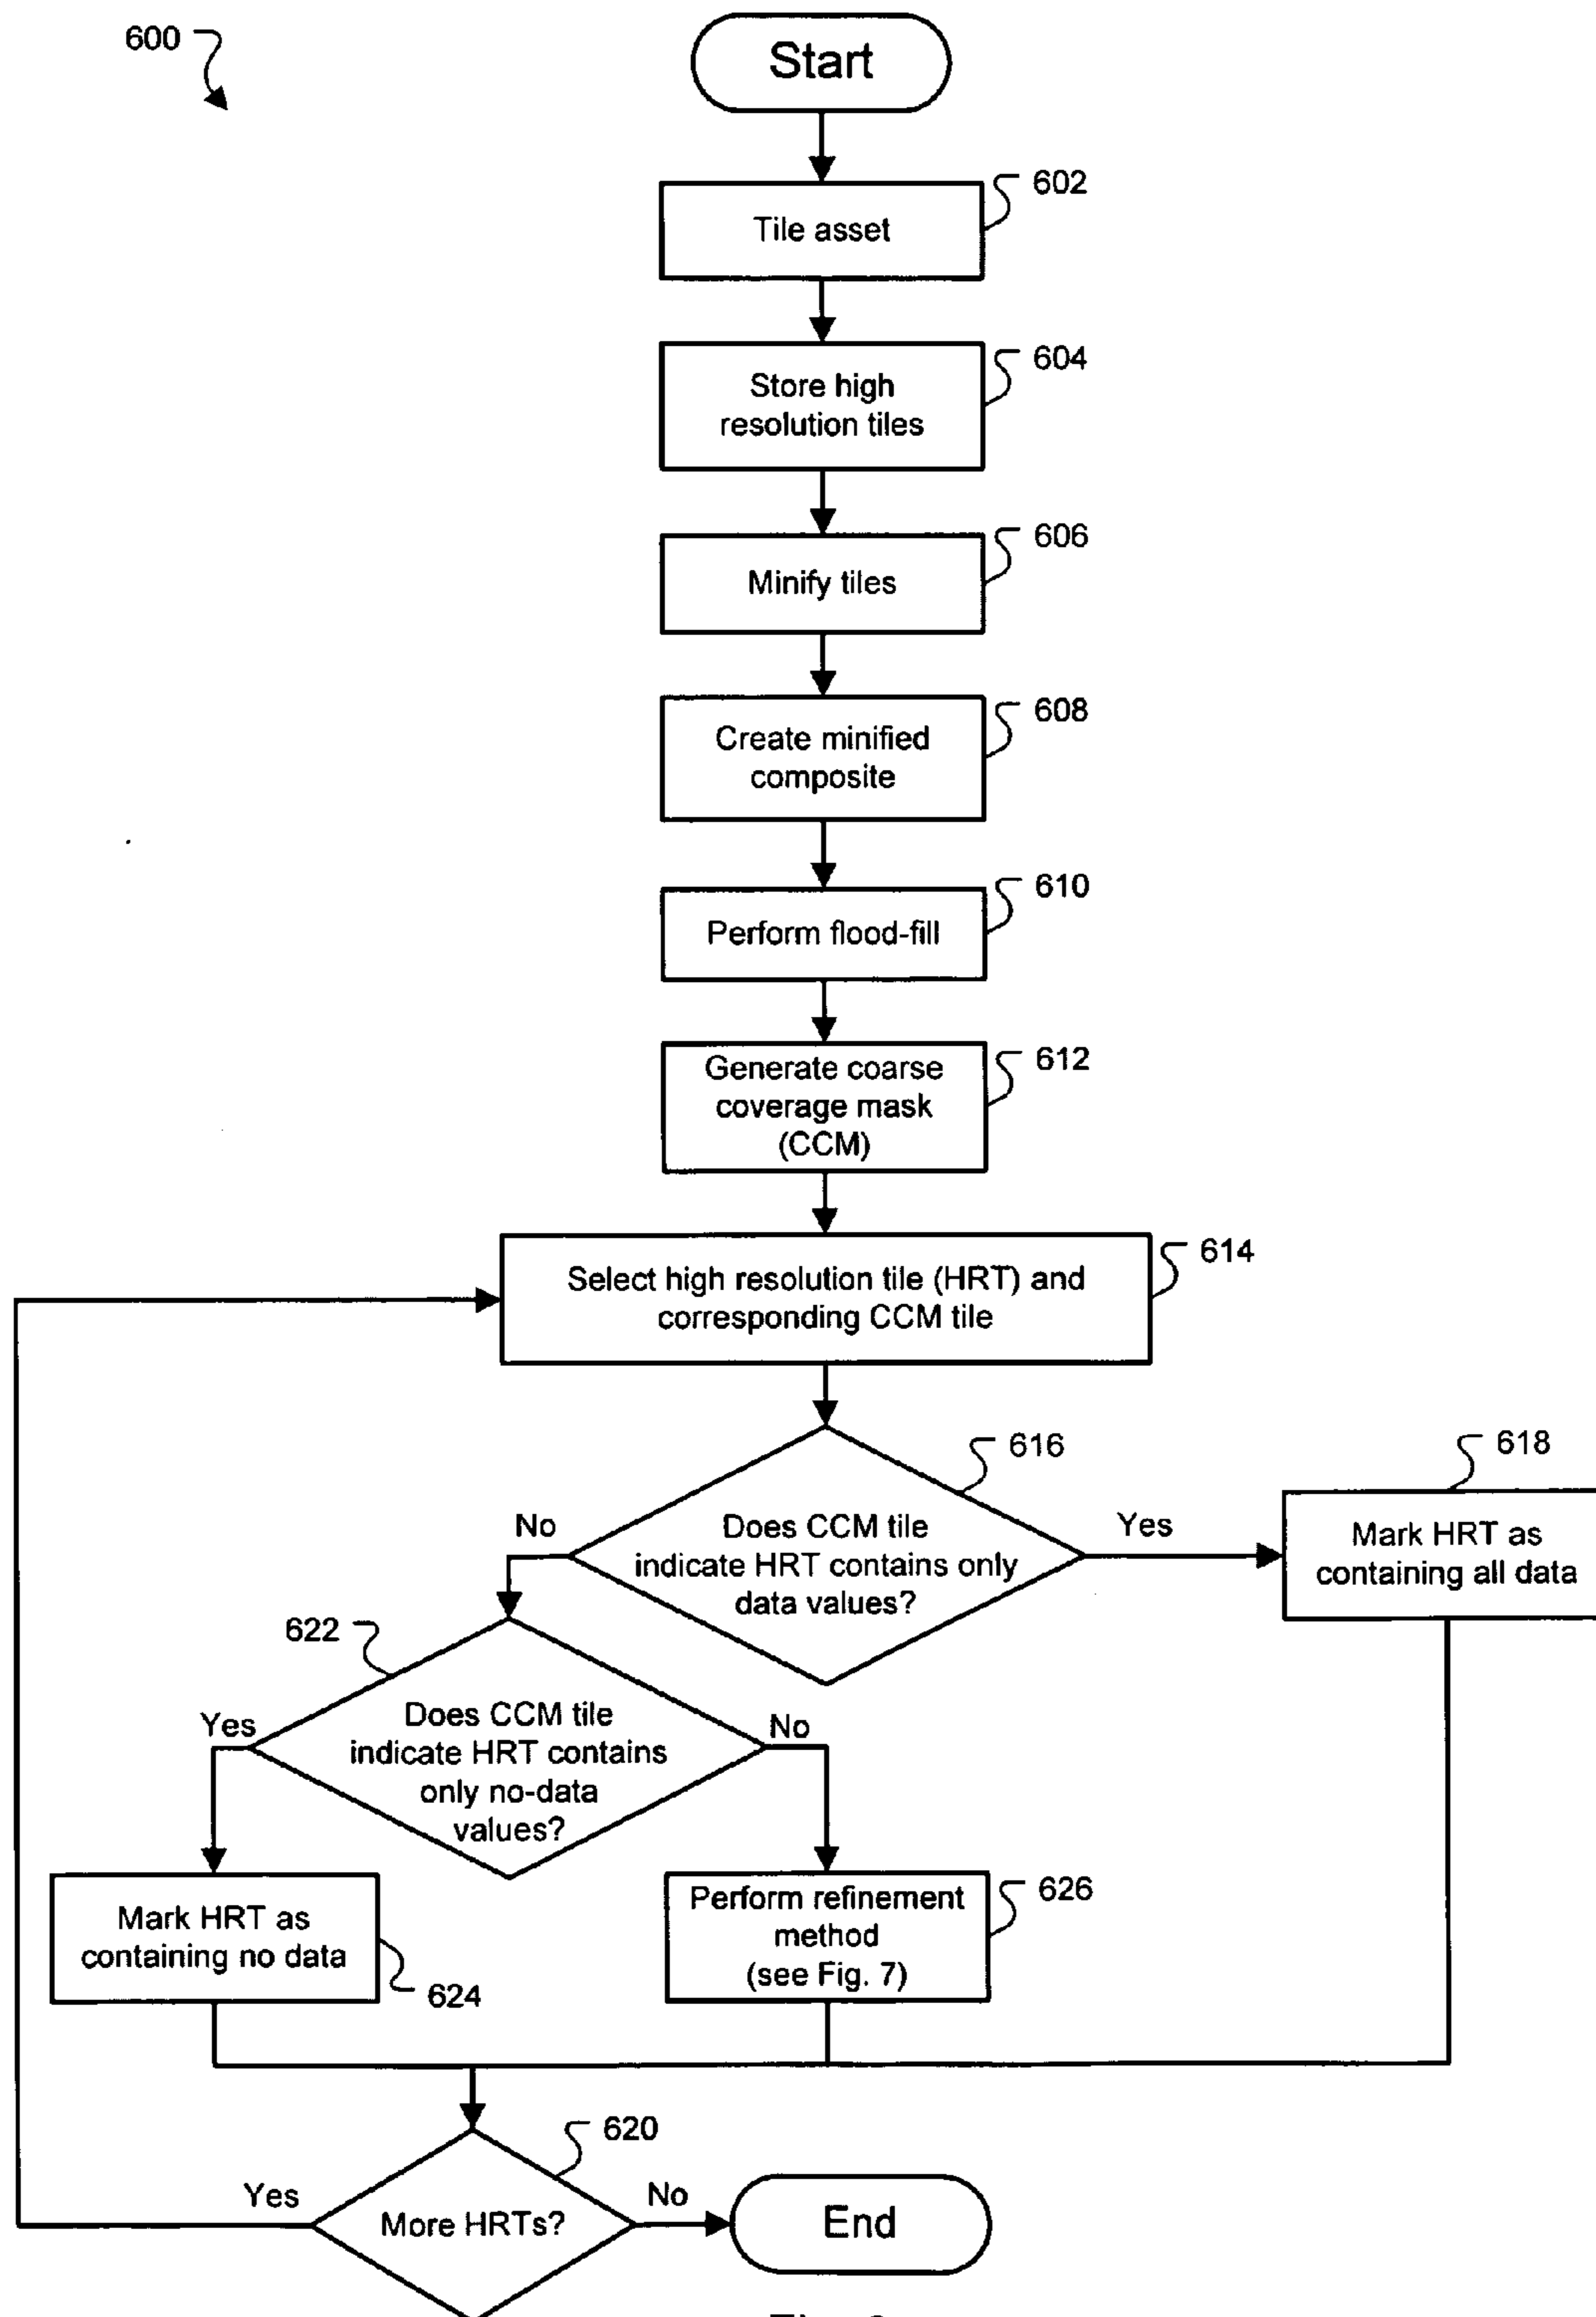 600
Start
602
Tile asset
604
Store high
resolution tiles
606
Minify tiles
608
Create minified
composite
610
Perform flood-fill
612
Generate coarse
coverage mask
(CCM)
614
Select high resolution tile (HRT) and
corresponding CCM tile
616
618
No
Does CCM tile
indicate HRT contains only
data values?
Yes
Mark HRT as
containing all data
622
Yes
Does CCM tile
indicate HRT contains
only no-data
values?
No
Mark HRT as
containing no data
624
Perform refinement
method
(see Fig. 7)
626
620
Yes
More HRTs?
No
End